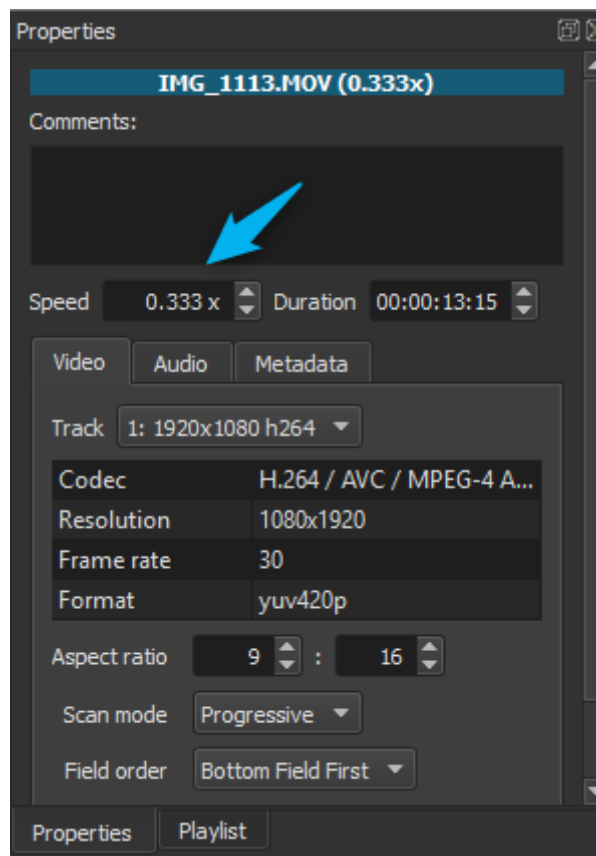 Properties
IMG_1113.MOV (0.333x)
Comments:
Speed 0.333 x Duration 00:00:13:15
Video Audio Metadata
Track 1: 1920x1080 h264
Codec H.264 / AVC / MPEG-4 A...
Resolution 1080x1920
Frame rate 30
Format yuv420p
Aspect ratio 9 : 16
Scan mode Progressive
Field order Bottom Field First
Properties Playlist